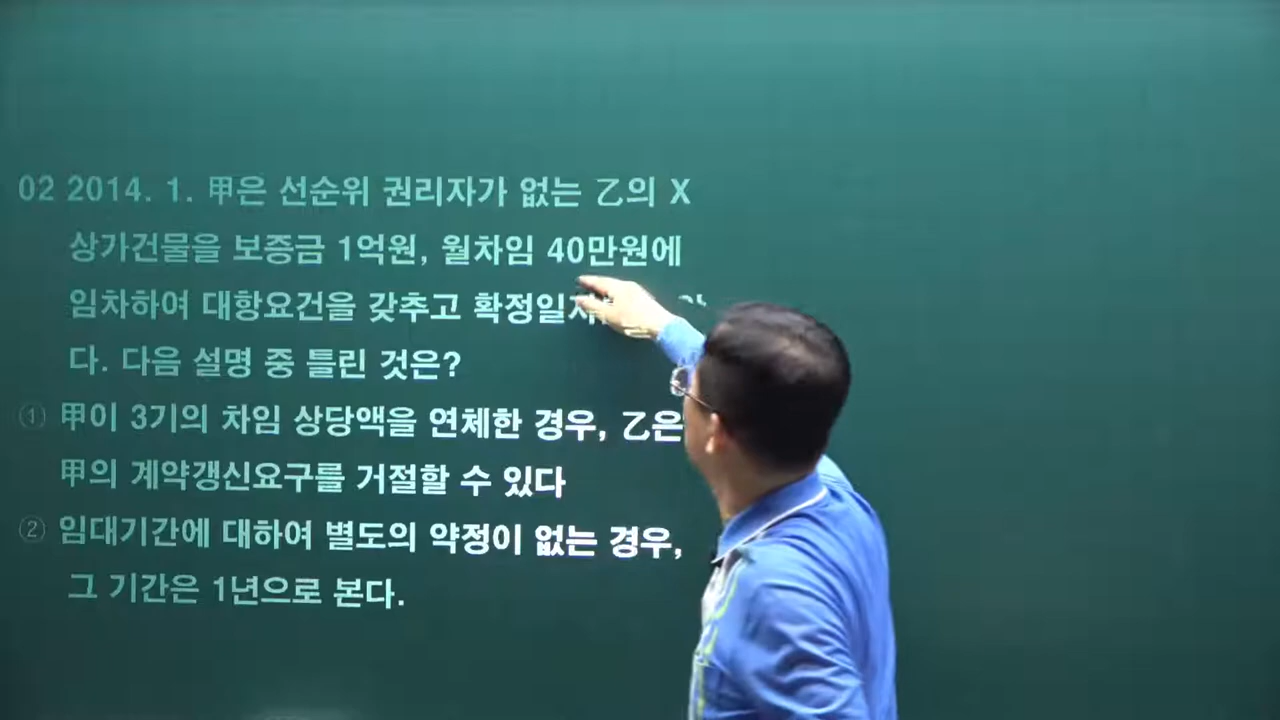 02 2014. 1. 甲은 선순위 권리자가 없는 乙의 X
상가건물을 보증금 1억원, 월차임 40만원에
임차하여 대항요건을 갖추고 확정일자
다. 다음 설명 중 틀린 것은?
① 甲이 3기의 차임 상당액을 연체한 경우, 乙은
甲의 계약갱신요구를 거절할 수 있다
② 임대기간에 대하여 별도의 약정이 없는 경우,
그 기간은 1년으로 본다.